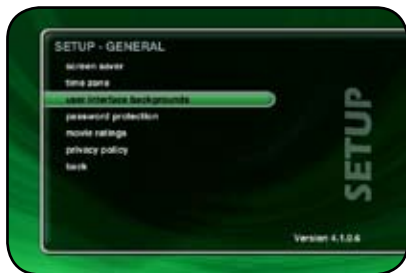 SETUP - GENERAL
screen saver
time zone
user interface backgrounds
password protection
movie ratings
privacy policy
back
SETUP
Version 4.1.0.6